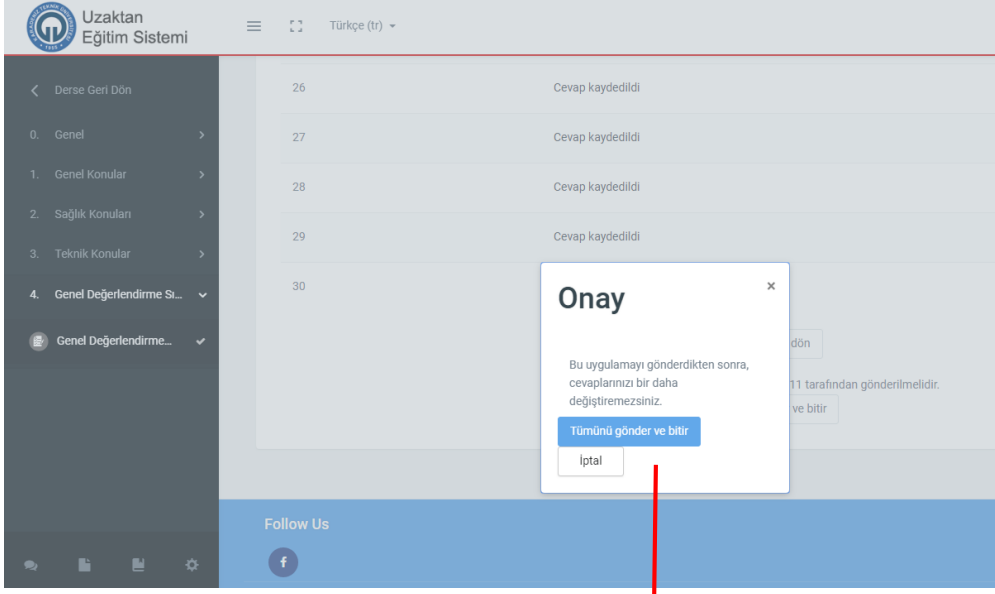 Uzaktan
Eğitim Sistemi
Türkçe (tr)
Derse Geri Dön
0. Genel
1. Genel Konular
2. Sağlık Konuları
3. Teknik Konular
4. Genel Değerlendirme Sı...
Genel Değerlendirme...
26 Cevap kaydedildi
27 Cevap kaydedildi
28 Cevap kaydedildi
29 Cevap kaydedildi
30
Onay
×
Bu uygulamayı gönderdikten sonra,
cevaplarınızı bir daha
değiştiremezsiniz.
Tümünü gönder ve bitir
İptal
dön
11 tarafından gönderilmelidir.
ve bitir
Follow Us
f